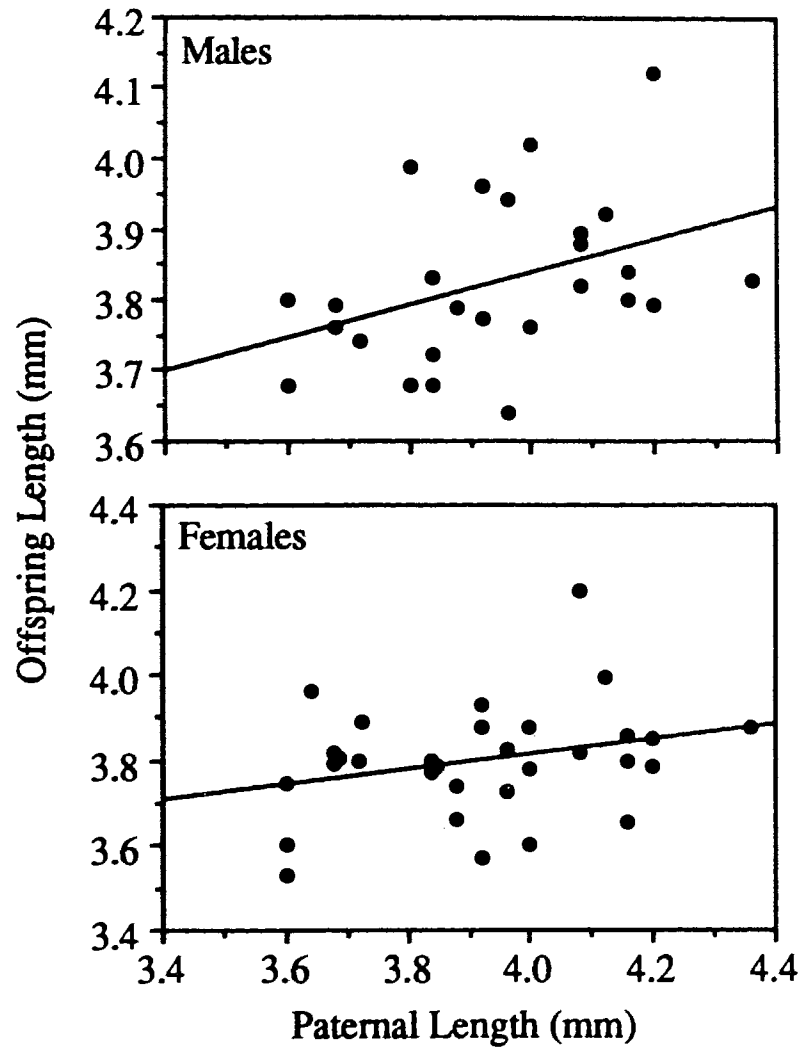 Males
4.2
4.1
4.0
3.9
3.8
3.7
3.6
Females
4.4
4.2
4.0
3.8
3.6
3.4
3.4 3.6 3.8 4.0 4.2 4.4
Offspring Length (mm)
Paternal Length (mm)